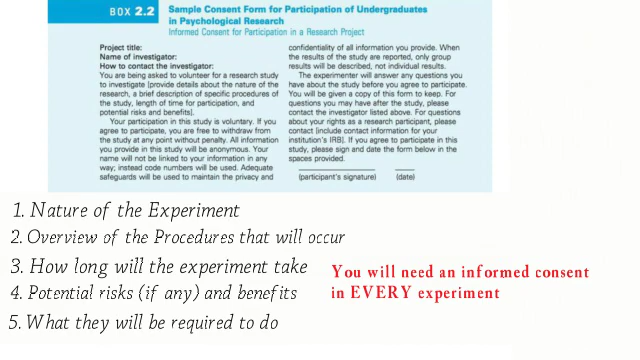 BOX 2.2
Sample Consent Form for Participation of Undergraduates
in Psychological Research
Informed Consent for Participation in a Research Project
Project title:
Name of investigator:
How to contact the investigator:
You are being asked to volunteer for a research study
to investigate [provide details about the nature of the
research, a brief description of specific procedures of
the study, length of time for participation, and
potential risks and benefits].
Your participation in this study is voluntary. If you
agree to participate, you are free to withdraw from
the study at any point without penalty. All information
you provide in this study will be anonymous. Your
name will not be linked to your information in any
way; instead code numbers will be used. Adequate
safeguards will be used to maintain the privacy and
confidentiality of all information you provide. When
the results of the study are reported, only group
results will be described, not individual results.
The experimenter will answer any questions you
have about the study before you agree to participate.
You will be given a copy of this form to keep. For
questions you may have after the study, please
contact the investigator listed above. For questions
about your rights as a research participant, please
contact [include contact information for your
institution's IRB]. If you agree to participate in this
study, please sign and date the form below in the
spaces provided.
(participant's signature) (date)
1. Nature of the Experiment
2. Overview of the Procedures that will occur
3. How long will the experiment take
4. Potential risks (if any) and benefits
5. What they will be required to do
You will need an informed consent
in EVERY experiment